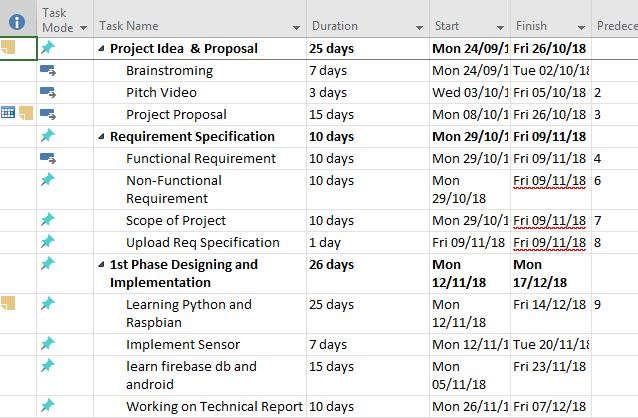 Task Mode Task Name Duration Start Finish Predece
Project Idea & Proposal 25 days Mon 24/09/1 Fri 26/10/18
Brainstroming 7 days Mon 24/09/1 Tue 02/10/18
Pitch Video 3 days Wed 03/10/1 Fri 05/10/18 2
Project Proposal 15 days Mon 08/10/1 Fri 26/10/18 3
Requirement Specification 10 days Mon 29/10/1 Fri 09/11/18
Functional Requirement 10 days Mon 29/10/1 Fri 09/11/18 4
Non-Functional 10 days Mon Fri 09/11/18 6
Requirement 29/10/18
Scope of Project 10 days Mon 29/10/1 Fri 09/11/18 7
Upload Req Specification 1 day Fri 09/11/18 Fri 09/11/18 8
1st Phase Designing and 26 days Mon Mon
Implementation 12/11/18 17/12/18
Learning Python and 25 days Mon Fri 14/12/18 9
Raspbian 12/11/18
Implement Sensor 7 days Mon 12/11/1 Tue 20/11/18
learn firebase db and 15 days Mon Fri 23/11/18
android 05/11/18
Working on Technical Report 10 days Mon 26/11/1 Fri 07/12/18